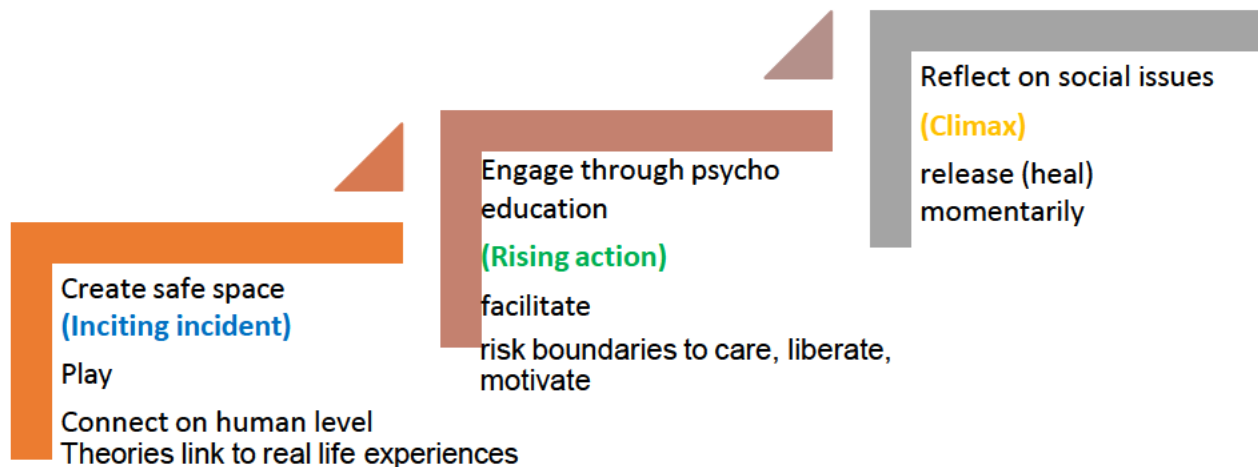 Create safe space
(Inciting incident)
Play
Connect on human level
Theories link to real life experiences
Engage through psycho
education
(Rising action)
facilitate
risk boundaries to care, liberate,
motivate
Reflect on social issues
(Climax)
release (heal)
momentarily